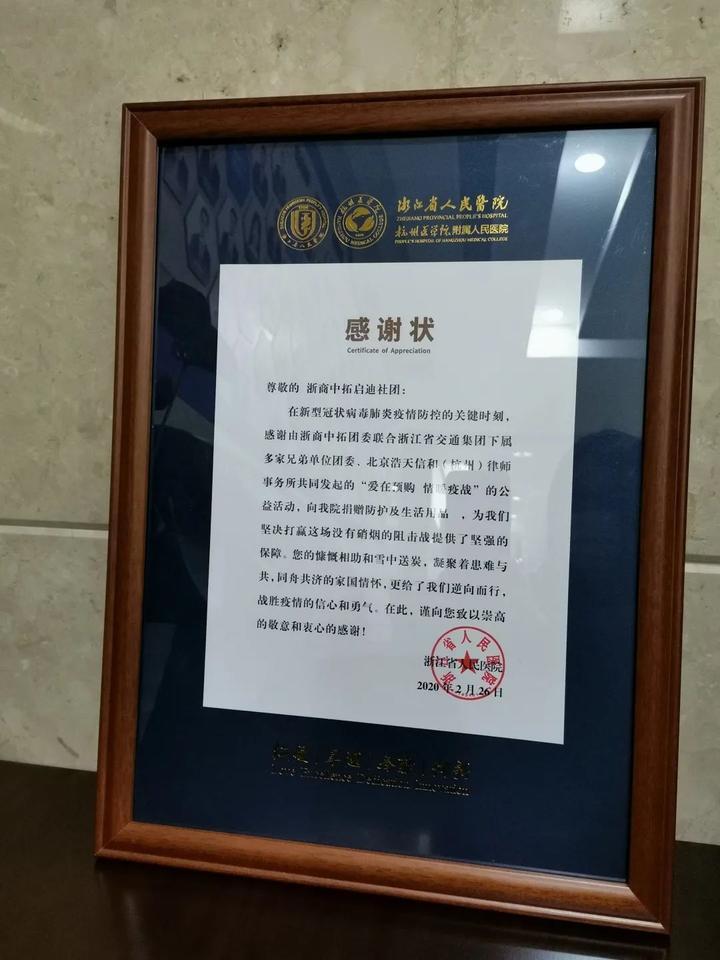 浙江省人民醫院
ZHEJIANG PROVINCIAL PEOPLE'S HOSPITAL
杭州医学院附属人民医院
PEOPLE'S HOSPITAL OF HANGZHOU MEDICAL COLLEGE
感谢状
Certificate of Appreciation
尊敬的 浙商中拓启迪社团：
在新型冠状病毒肺炎疫情防控的关键时刻，
感谢由浙商中拓团委联合浙江省交通集团下属
多家兄弟单位团委、北京浩天信和（杭州）律师
事务所共同发起的“爱在预购 情暖疫战”的公
益活动，向我院捐赠防护及生活用品 ，为我们
坚决打赢这场没有硝烟的阻击战提供了坚强的
保障。您的慷慨相助和雪中送炭，凝聚着患难与
共，同舟共济的家国情怀，更给了我们逆向而行，
战胜疫情的信心和勇气。在此，谨向您致以崇高
的敬意和衷心的感谢！
浙江省人民医院
2020年2月26日
浙江省人民医院
Love Excellence Dedication Innovation